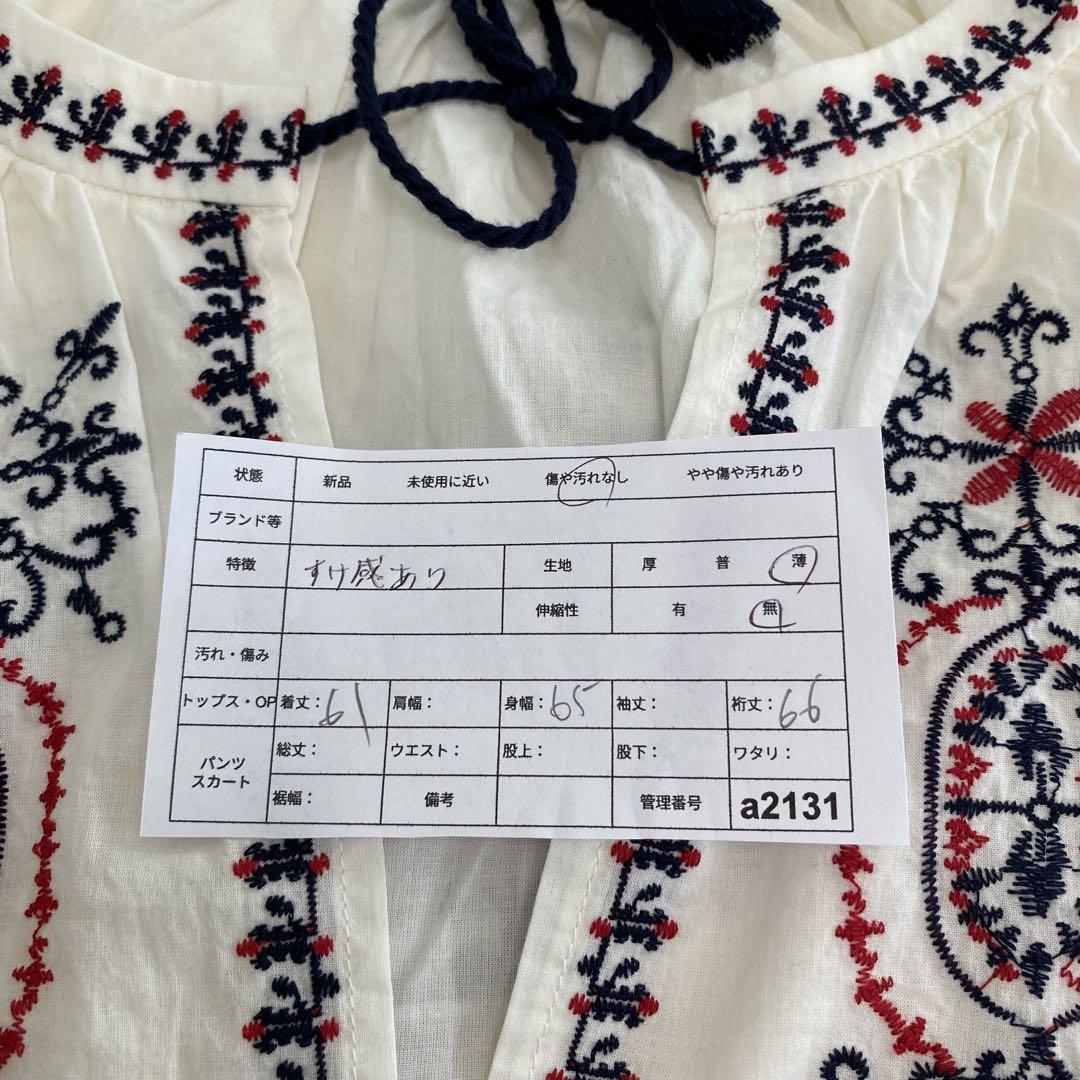 状態 新品 未使用に近い 傷や汚れなし やや傷や汚れあり
ブランド等
特徴 すけ感あり 生地 厚 普 薄
伸縮性 有 無
汚れ・傷み
トップス・OP 着丈：61 肩幅： 身幅：65 袖丈： 裄丈：66
パンツ スカート 総丈： ウエスト： 股上： 股下： ワタリ：
裾幅： 備考 管理番号 a2131